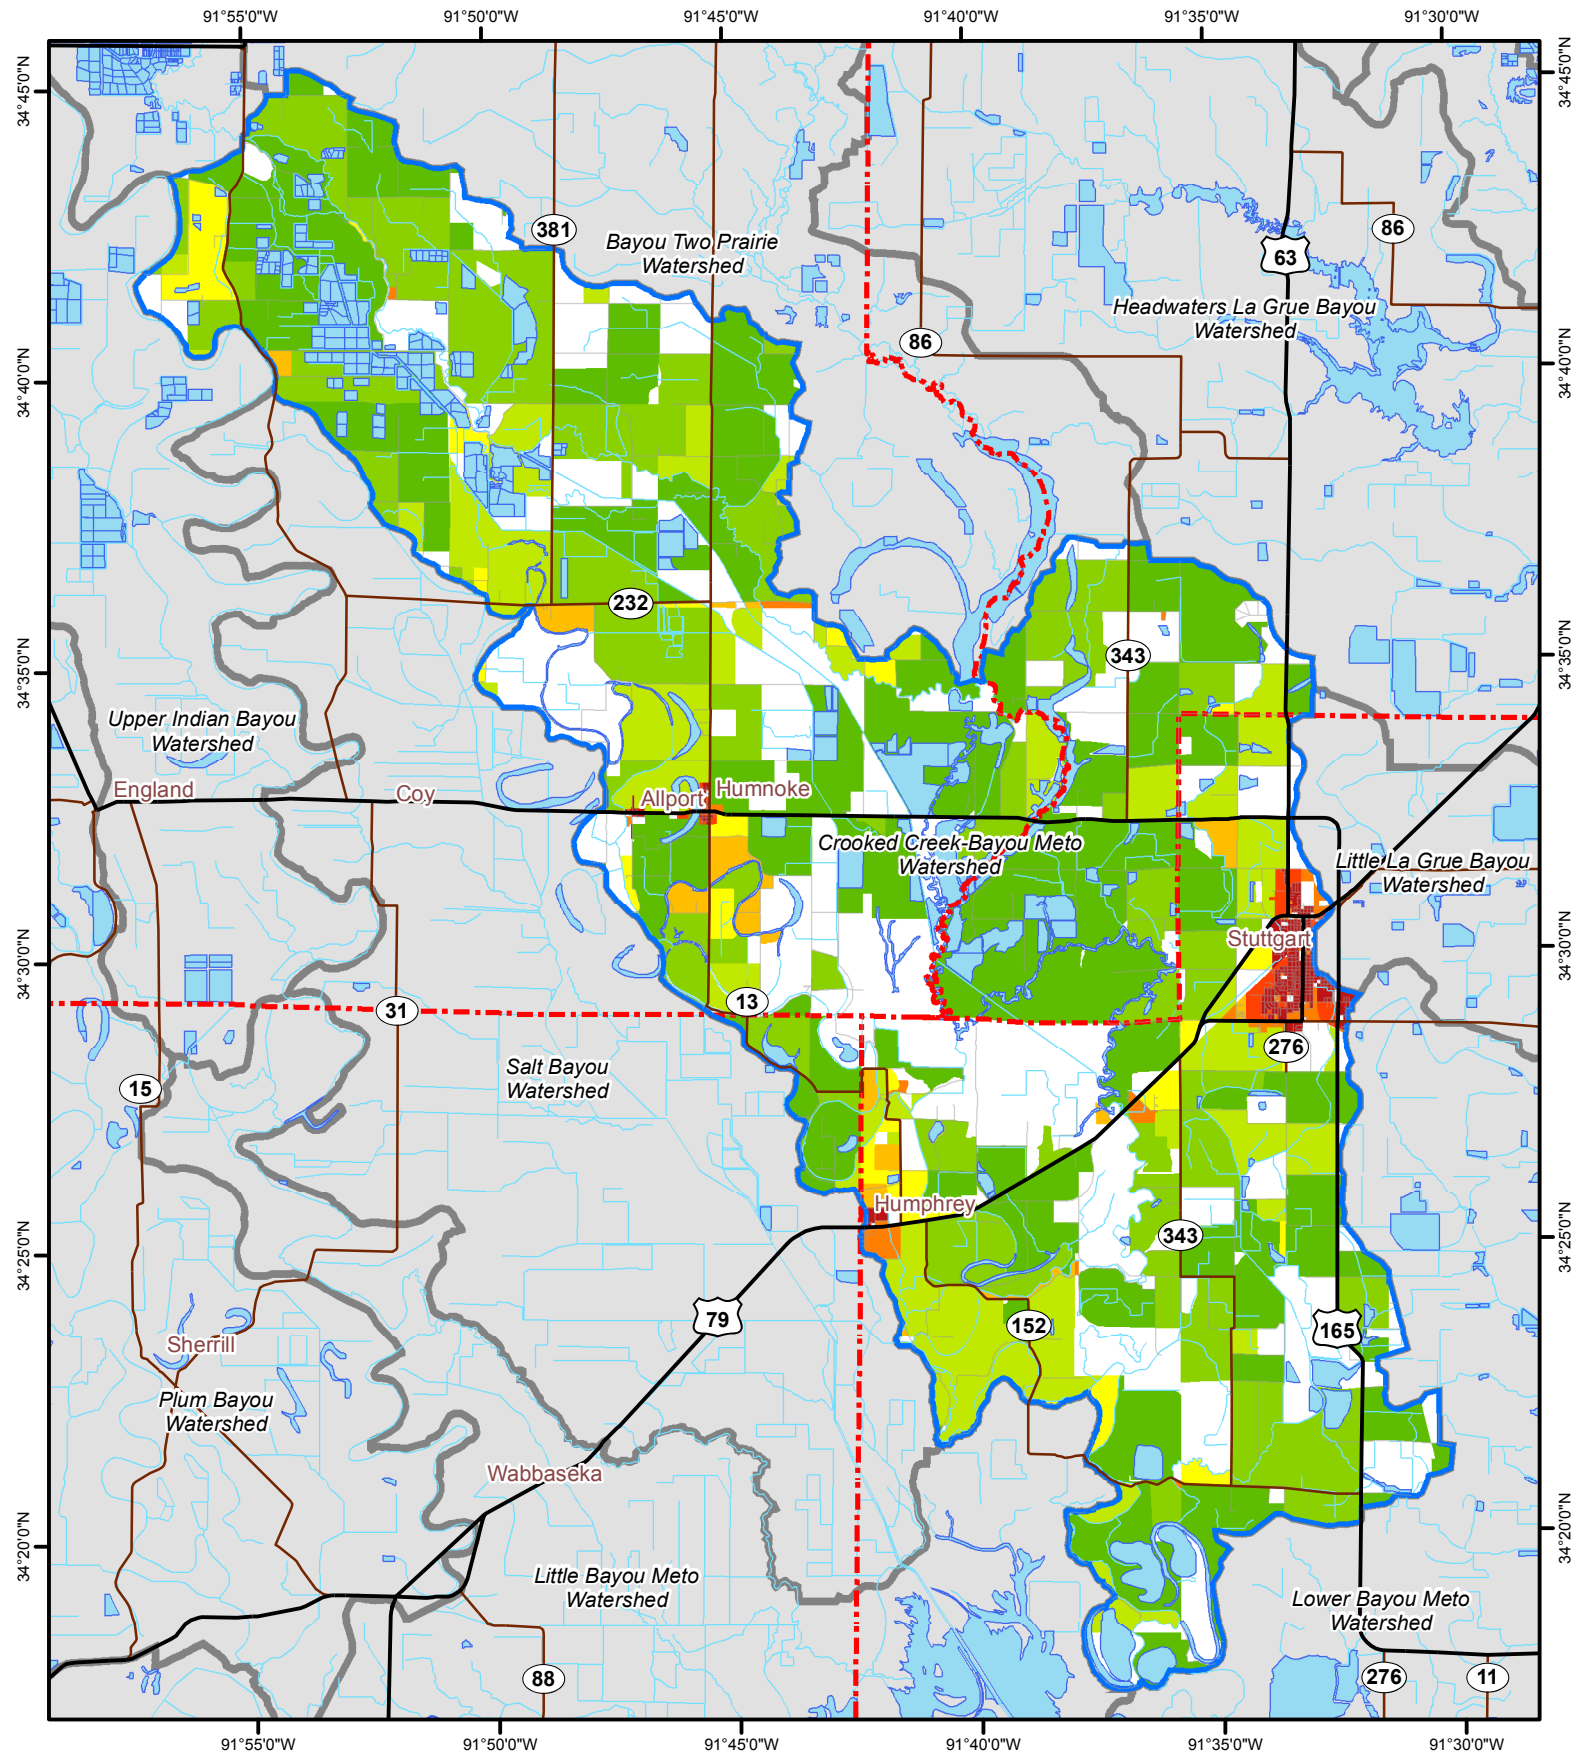 91°55'0"W
91°50'0"W
91°45'0"W
91°40'0"W
91°35'0"W
91°30'0"W
34°45'0"N
34°45'0"N
381
86
63
Bayou Two Prairie
Watershed
Headwaters La Grue Bayou
Watershed
86
34°40'0"N
34°40'0"N
232
343
34°35'0"N
34°35'0"N
Upper Indian Bayou
Watershed
England
Coy
Allport
Humnoke
Crooked Creek-Bayou Meto
Watershed
Little La Grue Bayou
Watershed
Stuttgart
34°30'0"N
34°30'0"N
31
13
276
Salt Bayou
Watershed
15
Humphrey
343
34°25'0"N
34°25'0"N
79
152
165
Sherrill
Plum Bayou
Watershed
Wabbaseka
34°20'0"N
34°20'0"N
Little Bayou Meto
Watershed
Lower Bayou Meto
Watershed
88
276
11
91°55'0"W
91°50'0"W
91°45'0"W
91°40'0"W
91°35'0"W
91°30'0"W